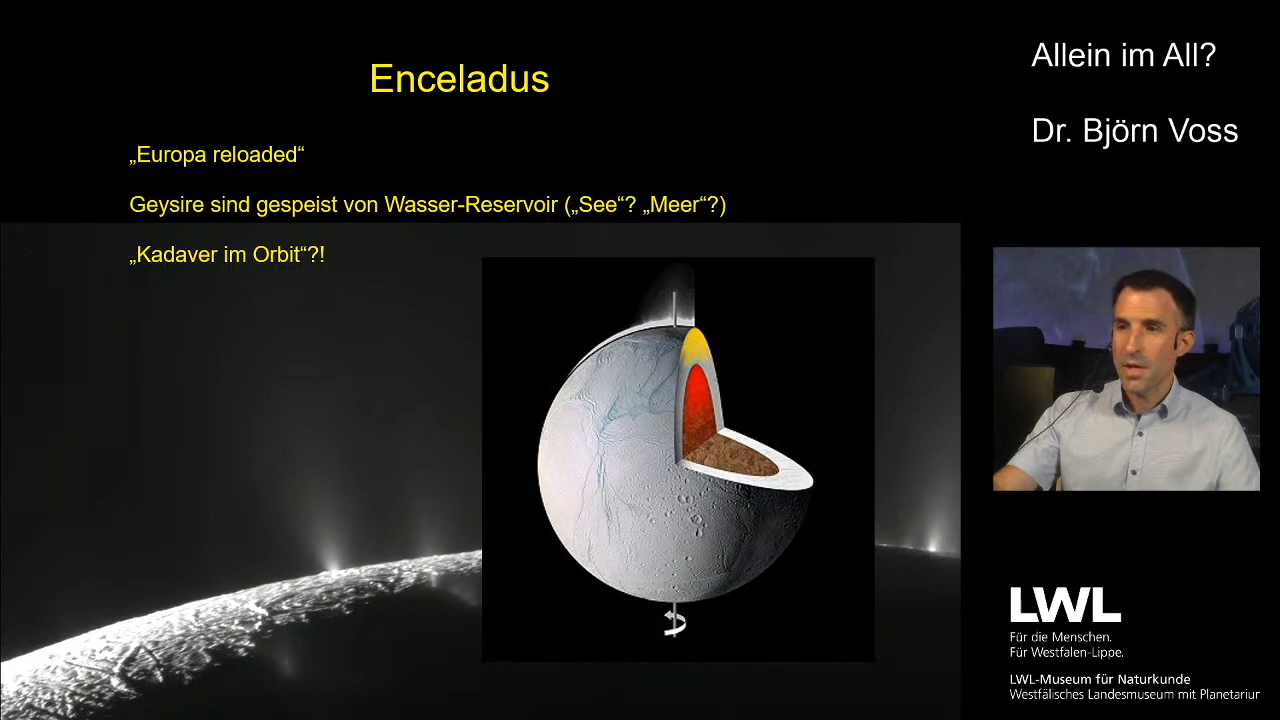 Enceladus
„Europa reloaded“
Geysire sind gespeist von Wasser-Reservoir („See“? „Meer“?)
„Kadaver im Orbit“?!
Allein im All?
Dr. Björn Voss
LWL
Für die Menschen.
Für Westfalen-Lippe.
LWL-Museum für Naturkunde
Westfälisches Landesmuseum mit Planetariur